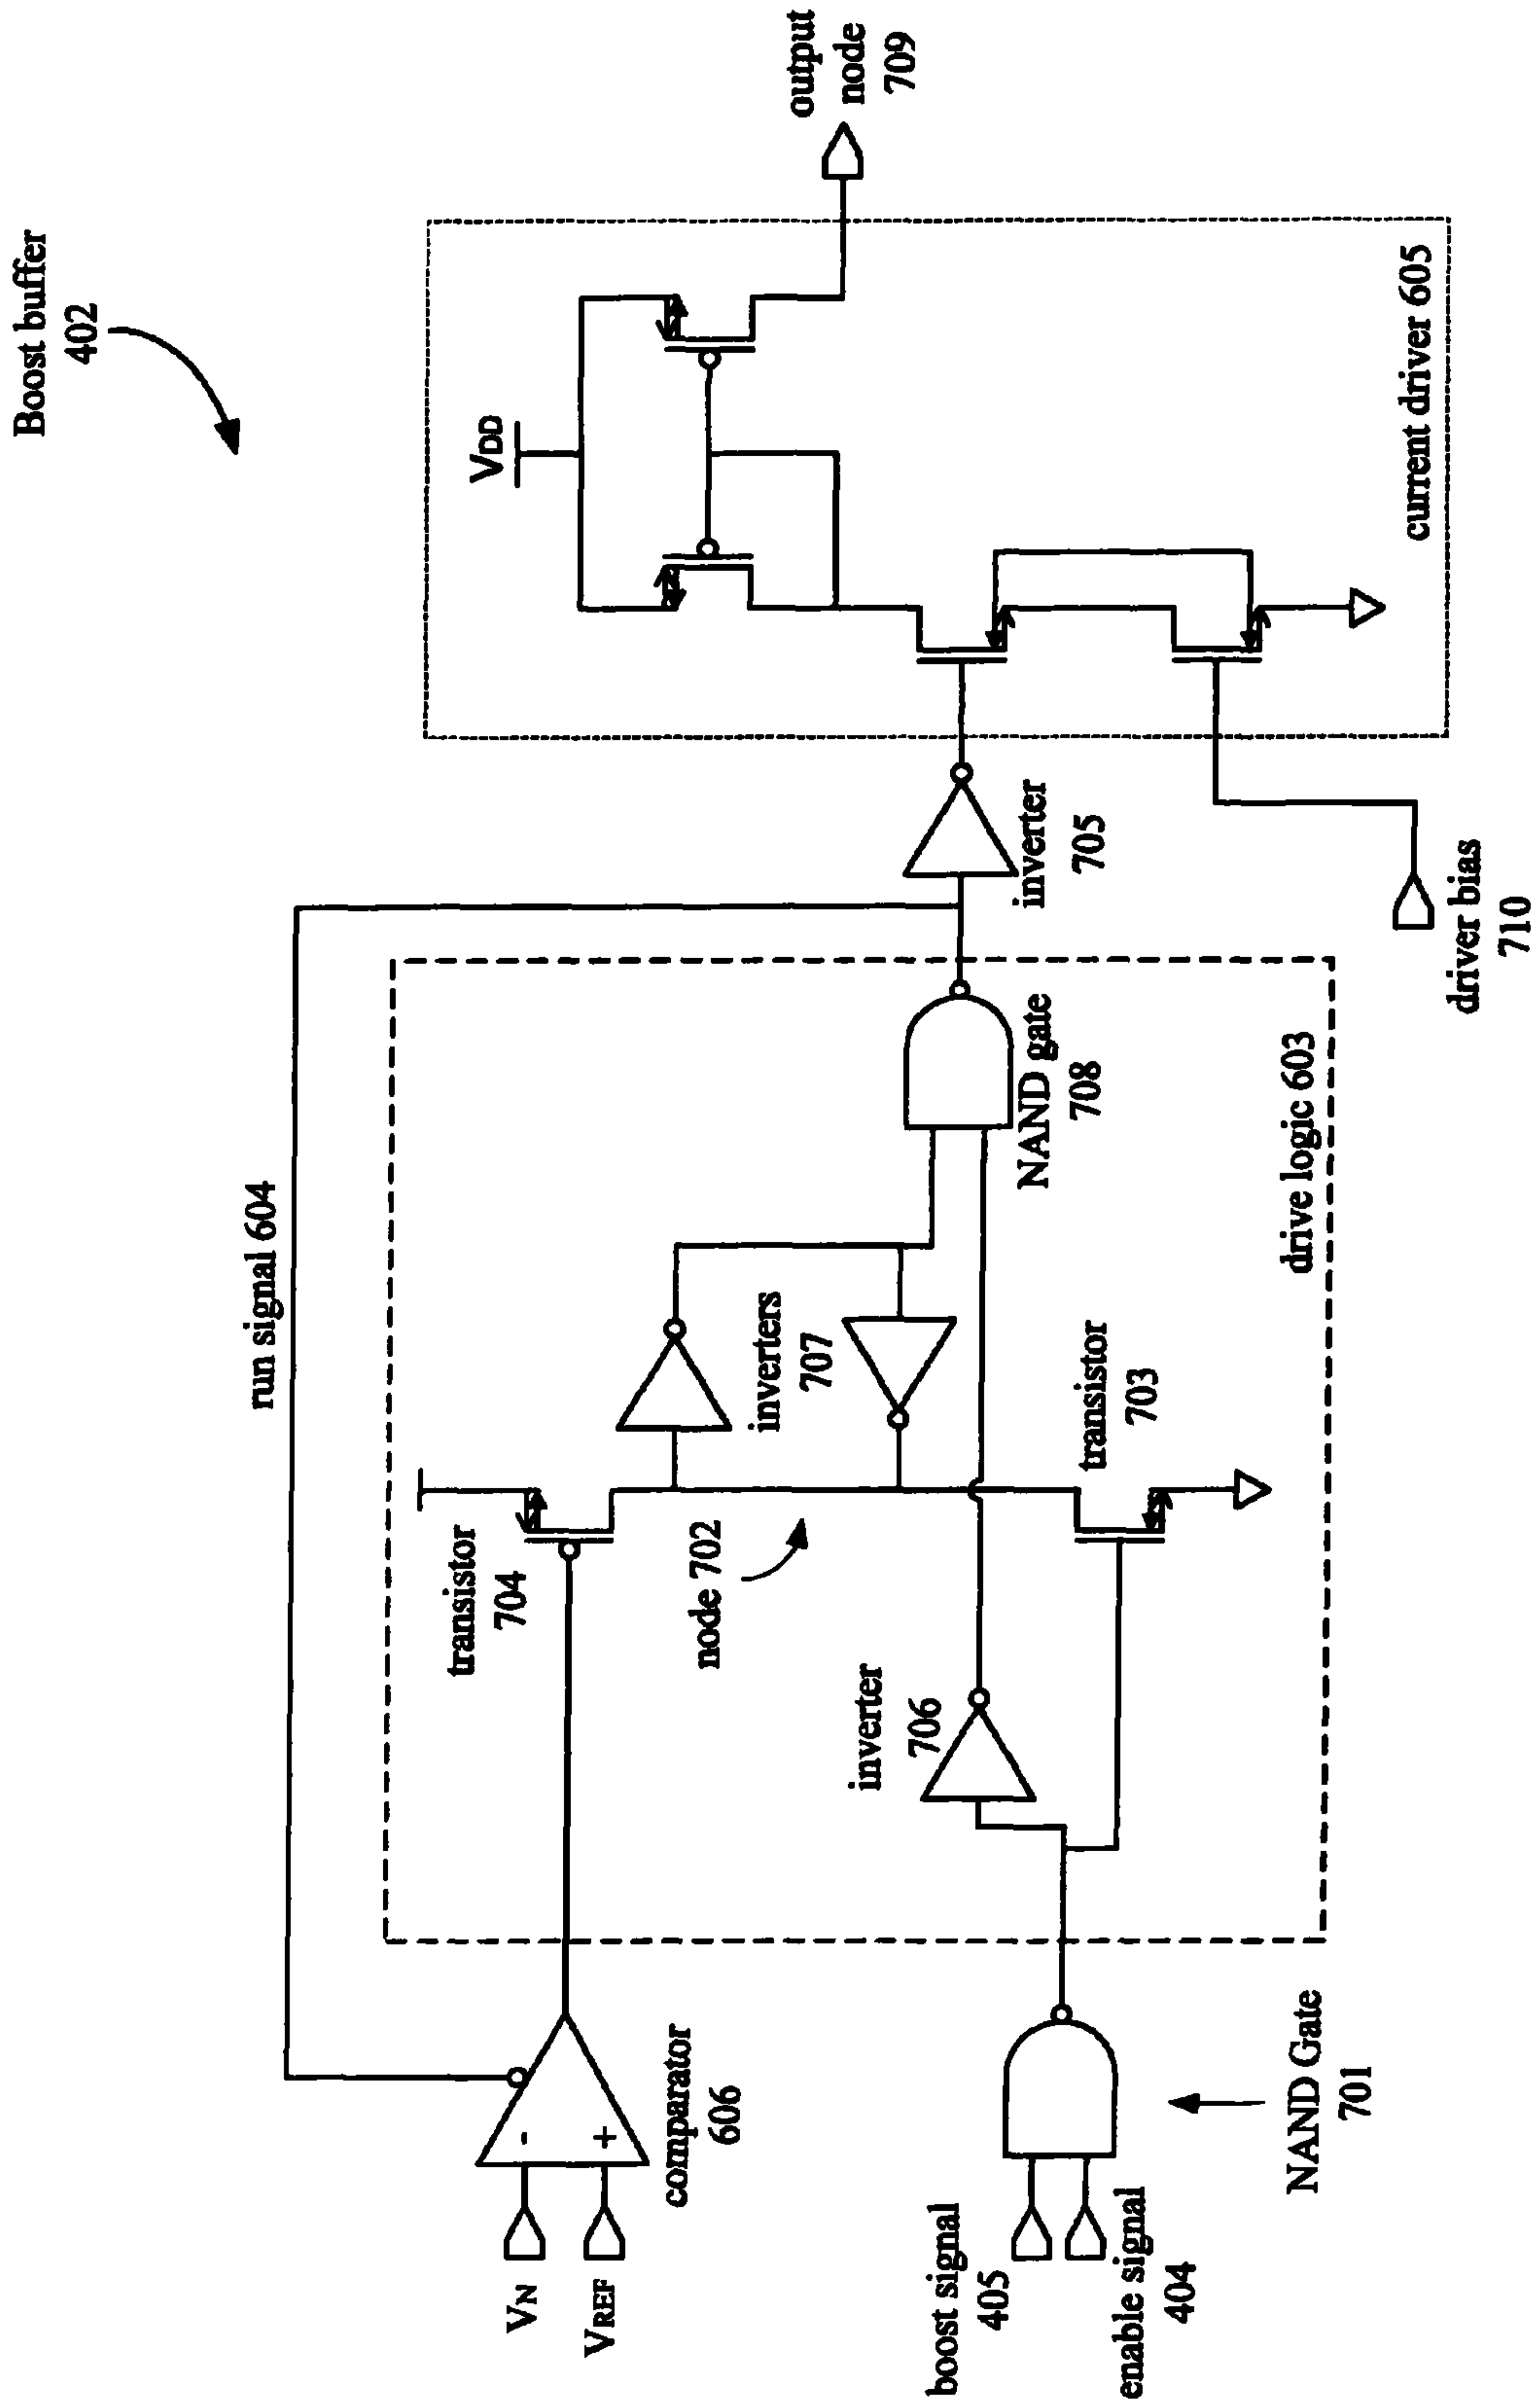 Boost buffer
402
run signal 604
VDD
output
node
709
transistor
704
node 702
inverters
707
inverter
706
transistor
703
NAND gate
708
inverter
705
drive logic 603
current driver 605
driver bias
710
VN
VREF
-
+
comparator
606
boost signal
405
enable signal
404
NAND Gate
701